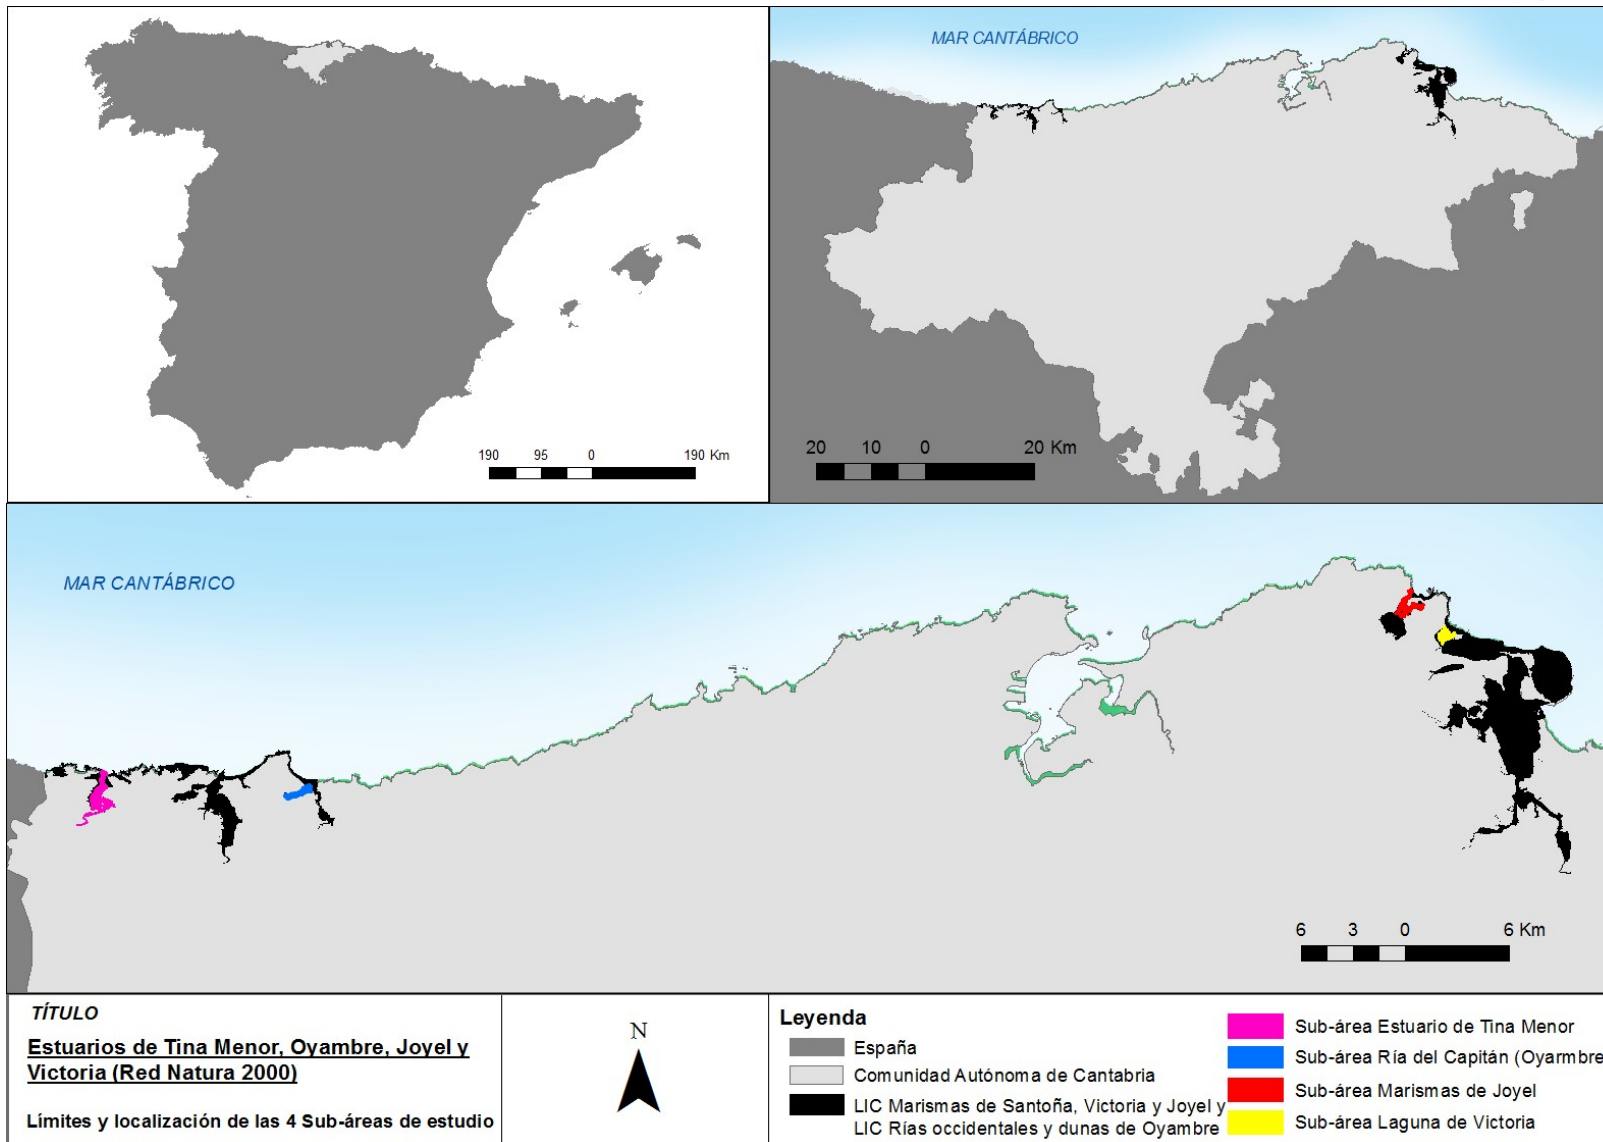 190 95 0 190 Km
MAR CANTÁBRICO
20 10 0 20 Km
MAR CANTÁBRICO
6 3 0 6 Km
TÍTULO
Estuarios de Tina Menor, Oyambre, Joyel y
Victoria (Red Natura 2000)
Límites y localización de las 4 Sub-áreas de estudio
N
Leyenda
España
Comunidad Autónoma de Cantabria
LIC Marismas de Santoña, Victoria y Joyel y
LIC Rías occidentales y dunas de Oyambre
Sub-área Estuario de Tina Menor
Sub-área Ría del Capitán (Oyarmbre
Sub-área Marismas de Joyel
Sub-área Laguna de Victoria